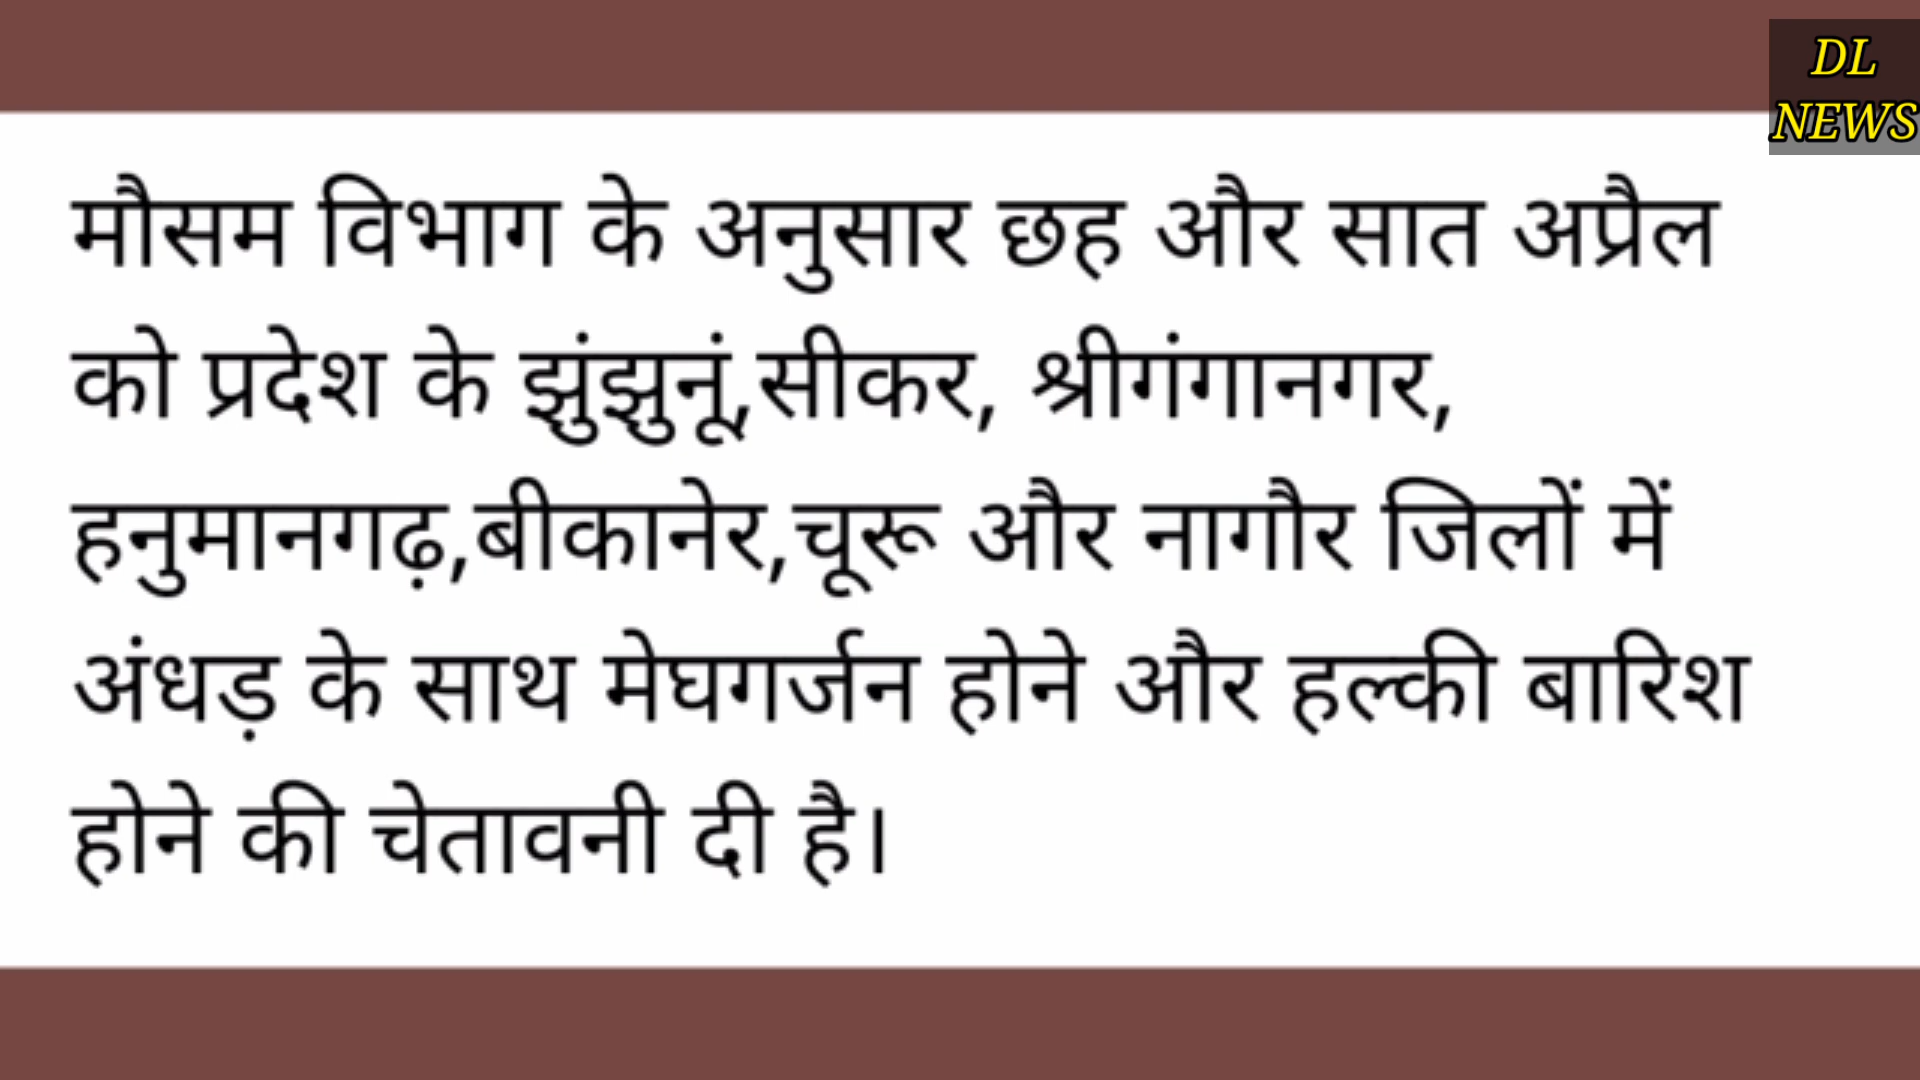 DL
NEWS
मौसम विभाग के अनुसार छह और सात अप्रैल
को प्रदेश के झुंझुनूं,सीकर, श्रीगंगानगर,
हनुमानगढ़,बीकानेर,चूरू और नागौर जिलों में
अंधड़ के साथ मेघगर्जन होने और हल्की बारिश
होने की चेतावनी दी है।